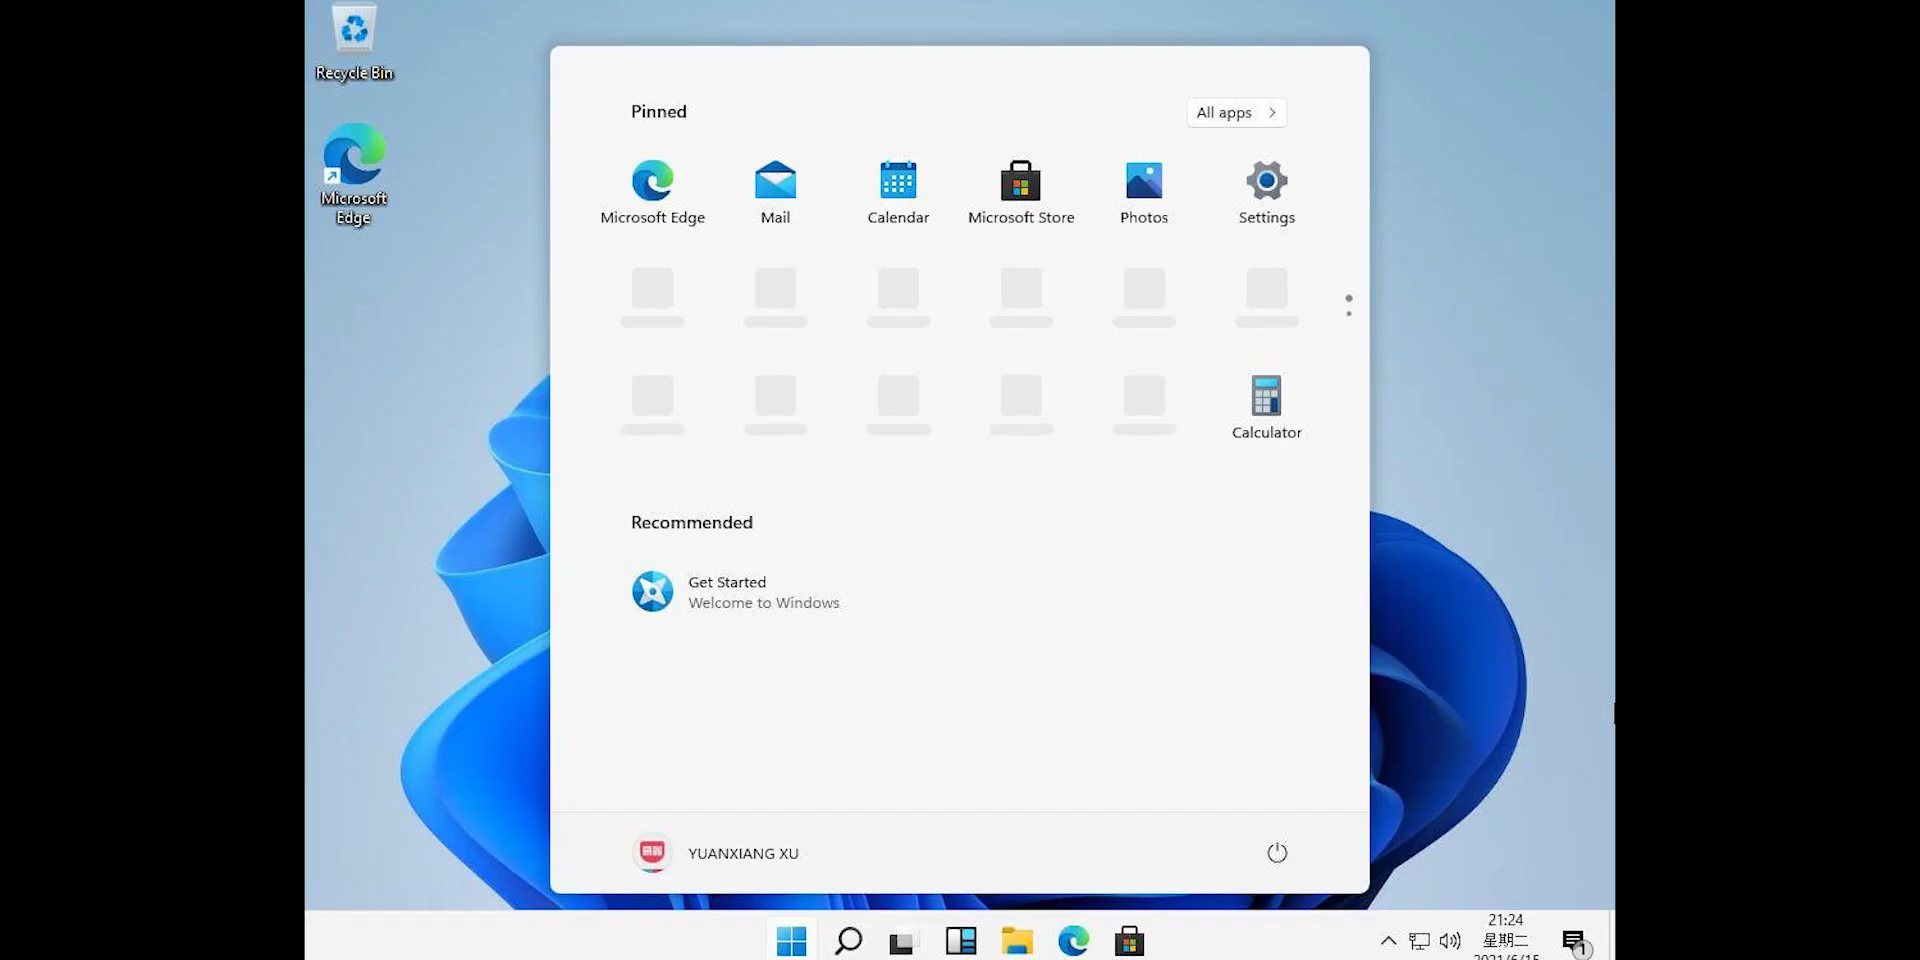 Recycle Bin
Microsoft
Edge
Pinned
All apps
Microsoft Edge
Mail
Calendar
Microsoft Store
Photos
Settings
Calculator
Recommended
Get Started
Welcome to Windows
YUANXIANG XU
21:24
星期二
2021/6/15
1